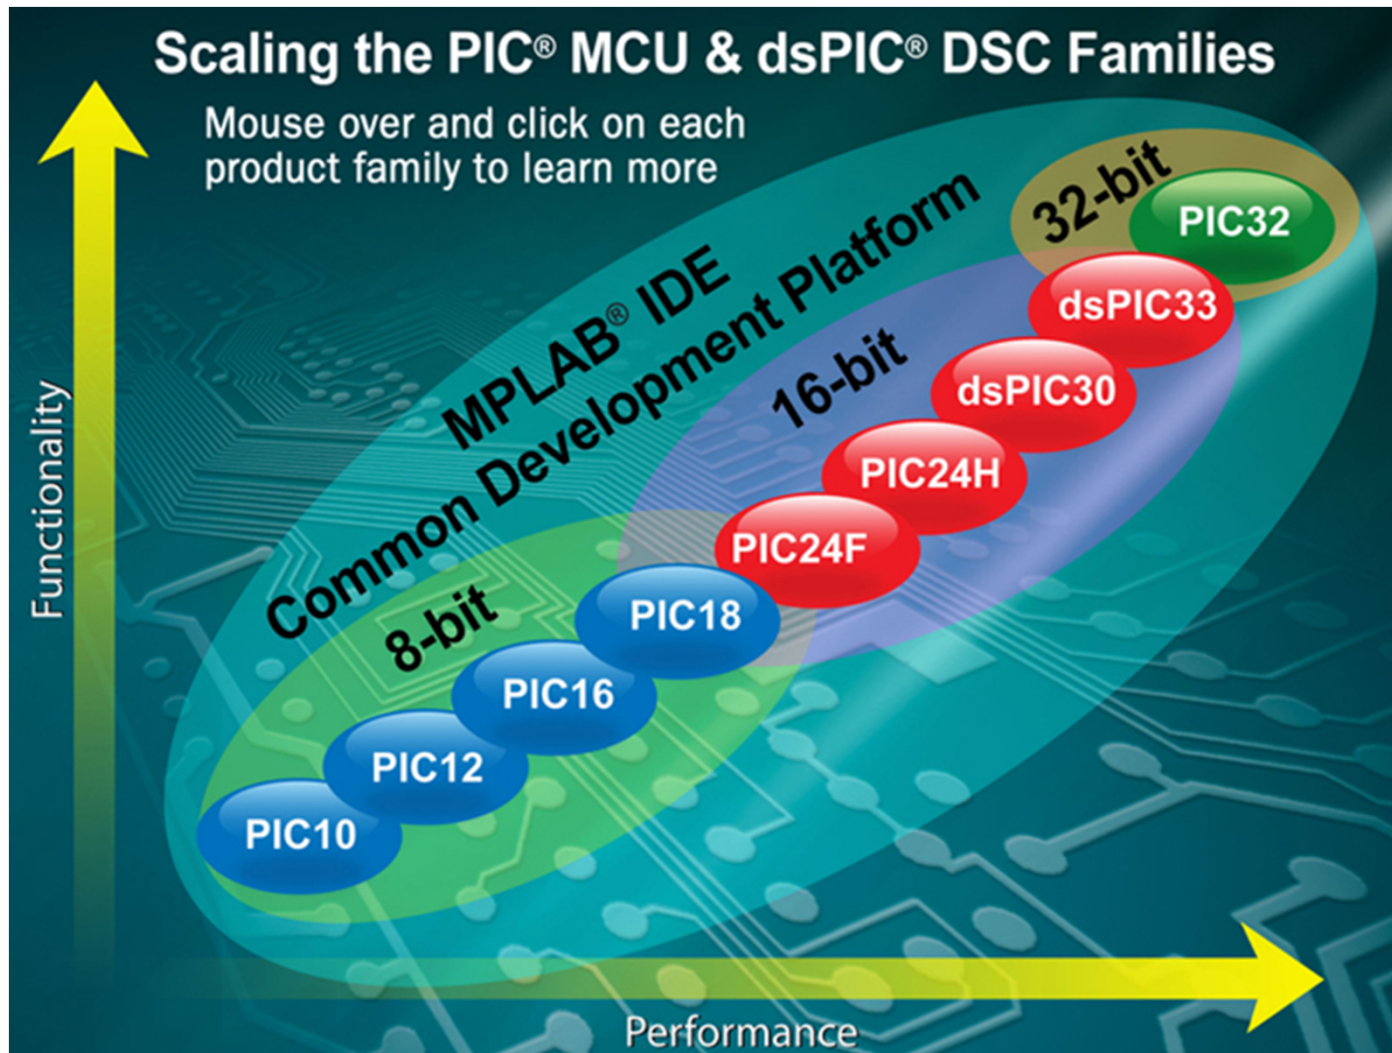 Scaling the PIC® MCU & dsPIC® DSC Families
Mouse over and click on each
product family to learn more
32-bit
PIC32
dsPIC33
MPLAB® IDE
Common Development Platform
16-bit
dsPIC30
PIC24H
PIC24F
8-bit
PIC18
PIC16
PIC12
PIC10
Functionality
Performance